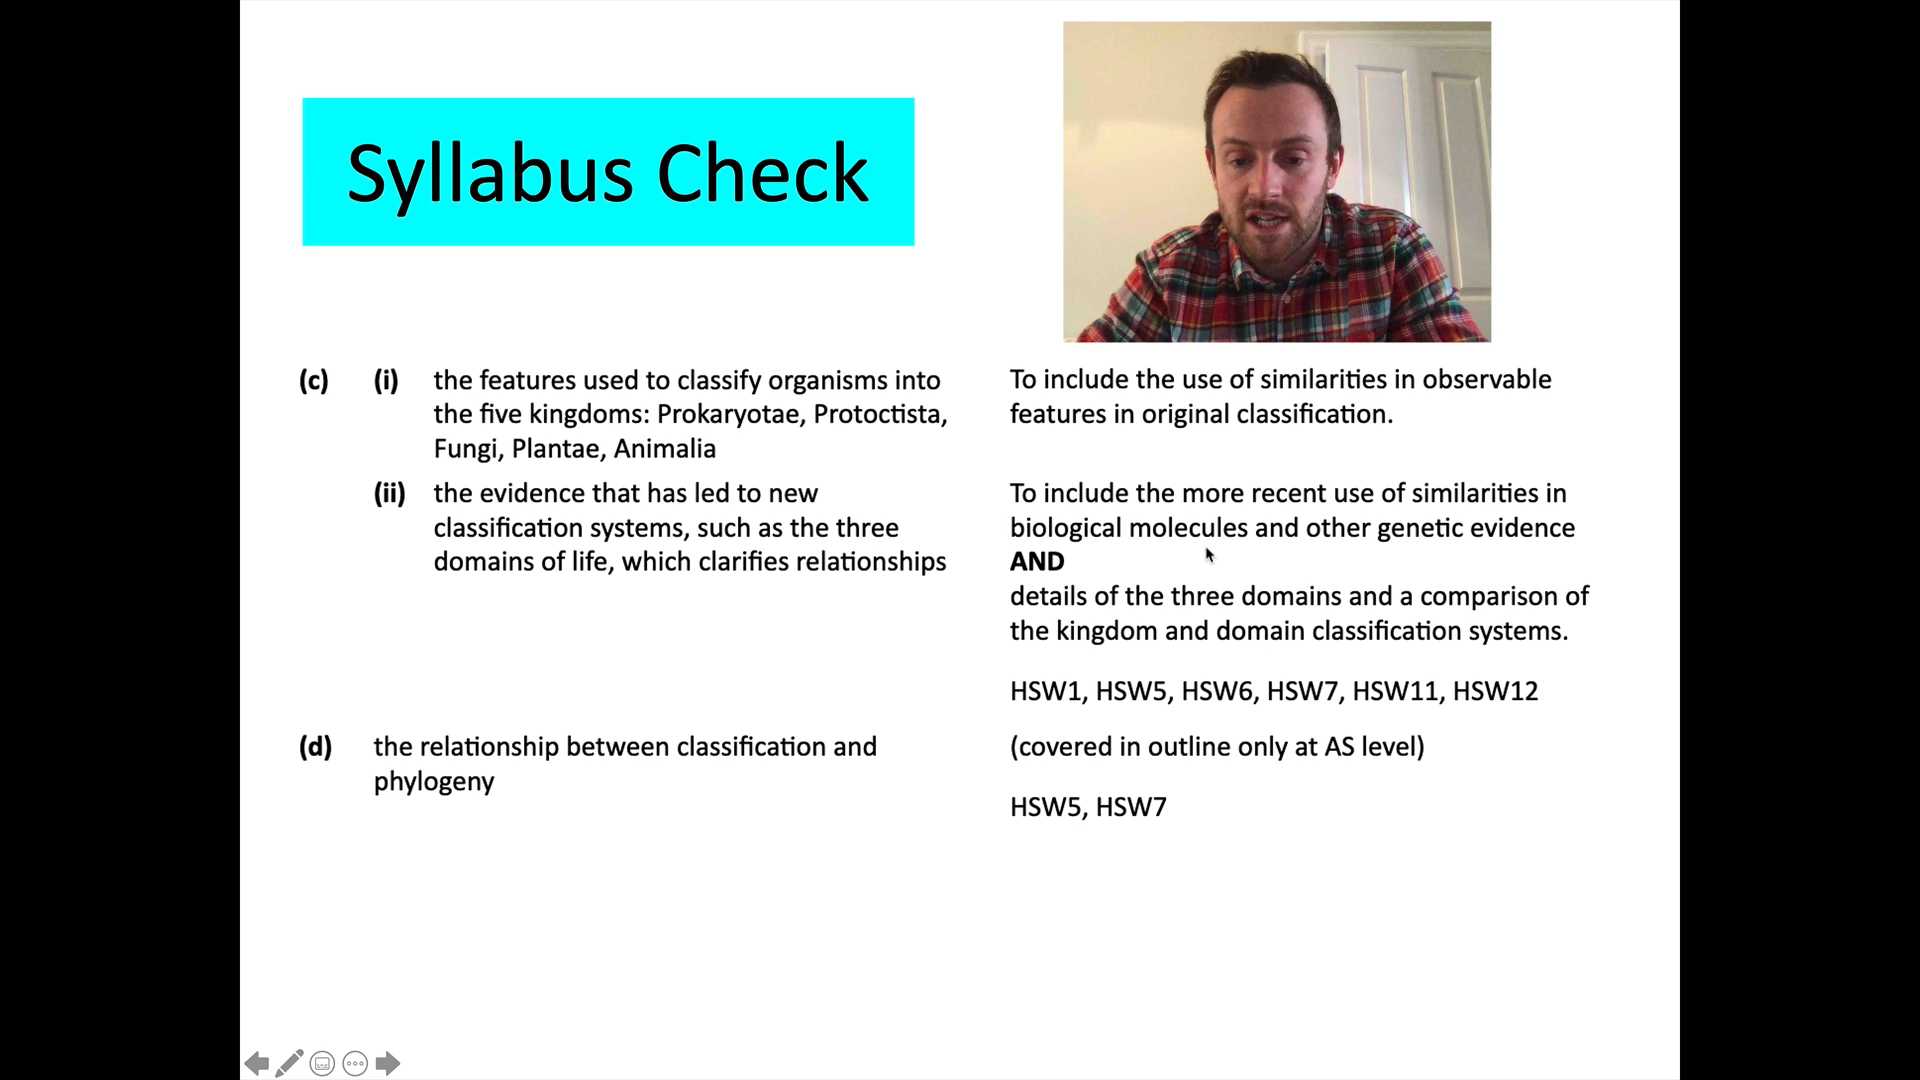 Syllabus Check
(c) (i) the features used to classify organisms into
the five kingdoms: Prokaryotae, Protoctista,
Fungi, Plantae, Animalia
To include the use of similarities in observable
features in original classification.
(ii) the evidence that has led to new
classification systems, such as the three
domains of life, which clarifies relationships
To include the more recent use of similarities in
biological molecules and other genetic evidence
AND
details of the three domains and a comparison of
the kingdom and domain classification systems.
HSW1, HSW5, HSW6, HSW7, HSW11, HSW12
(d) the relationship between classification and
phylogeny
(covered in outline only at AS level)
HSW5, HSW7